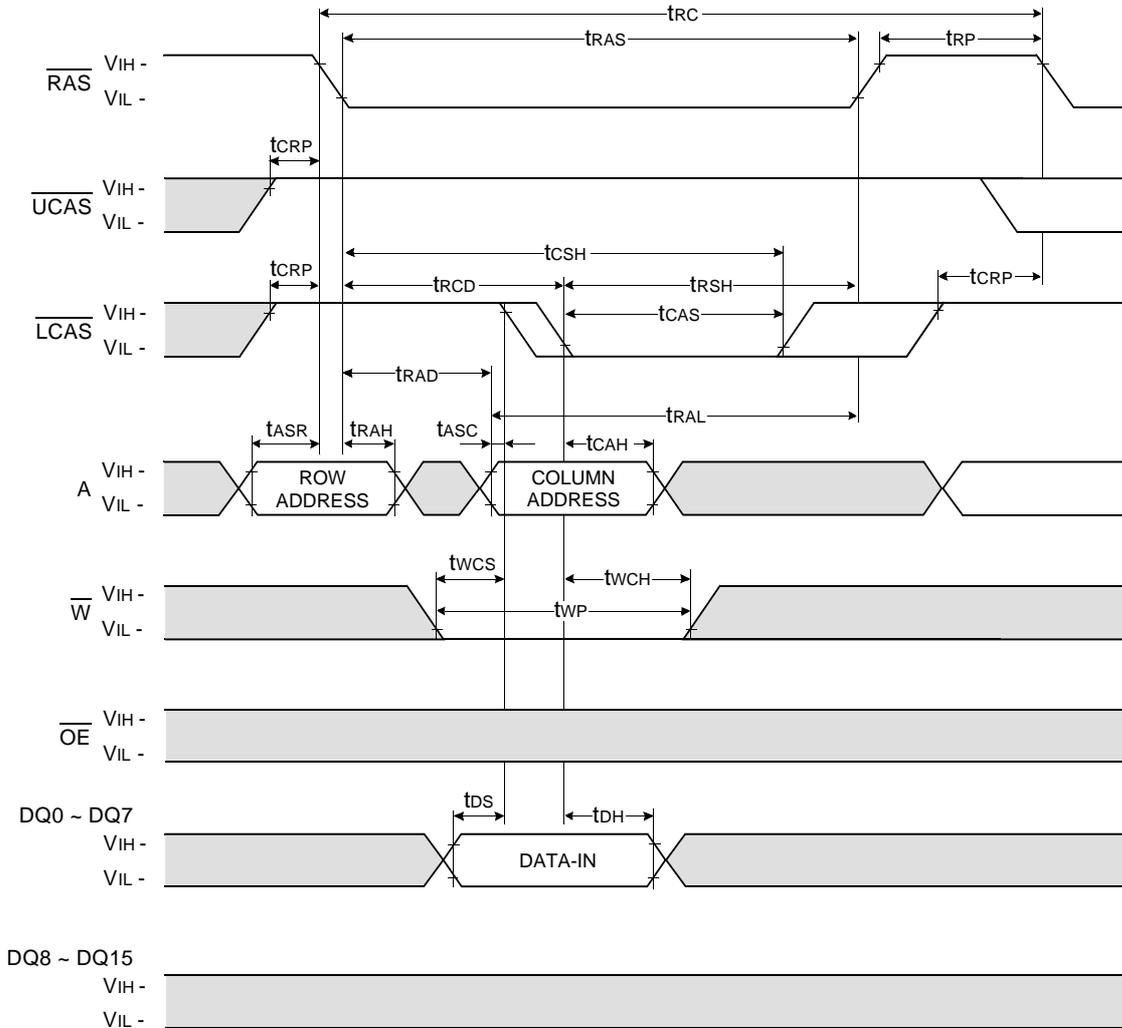 tRC
tRAS
tRP
RAS
VIH -
VIL -
tCRP
UCAS
VIH -
VIL -
tCSH
tCRP
tRCD
tRSH
tCRP
LCAS
VIH -
VIL -
tCAS
tRAD
tRAL
tASR
tRAH
tASC
tCAH
A
VIH -
VIL -
ROW
ADDRESS
COLUMN
ADDRESS
tWCS
tWCH
W
VIH -
VIL -
tWP
OE
VIH -
VIL -
tDS
tDH
DQ0 ~ DQ7
VIH -
VIL -
DATA-IN
DQ8 ~ DQ15
VIH -
VIL -